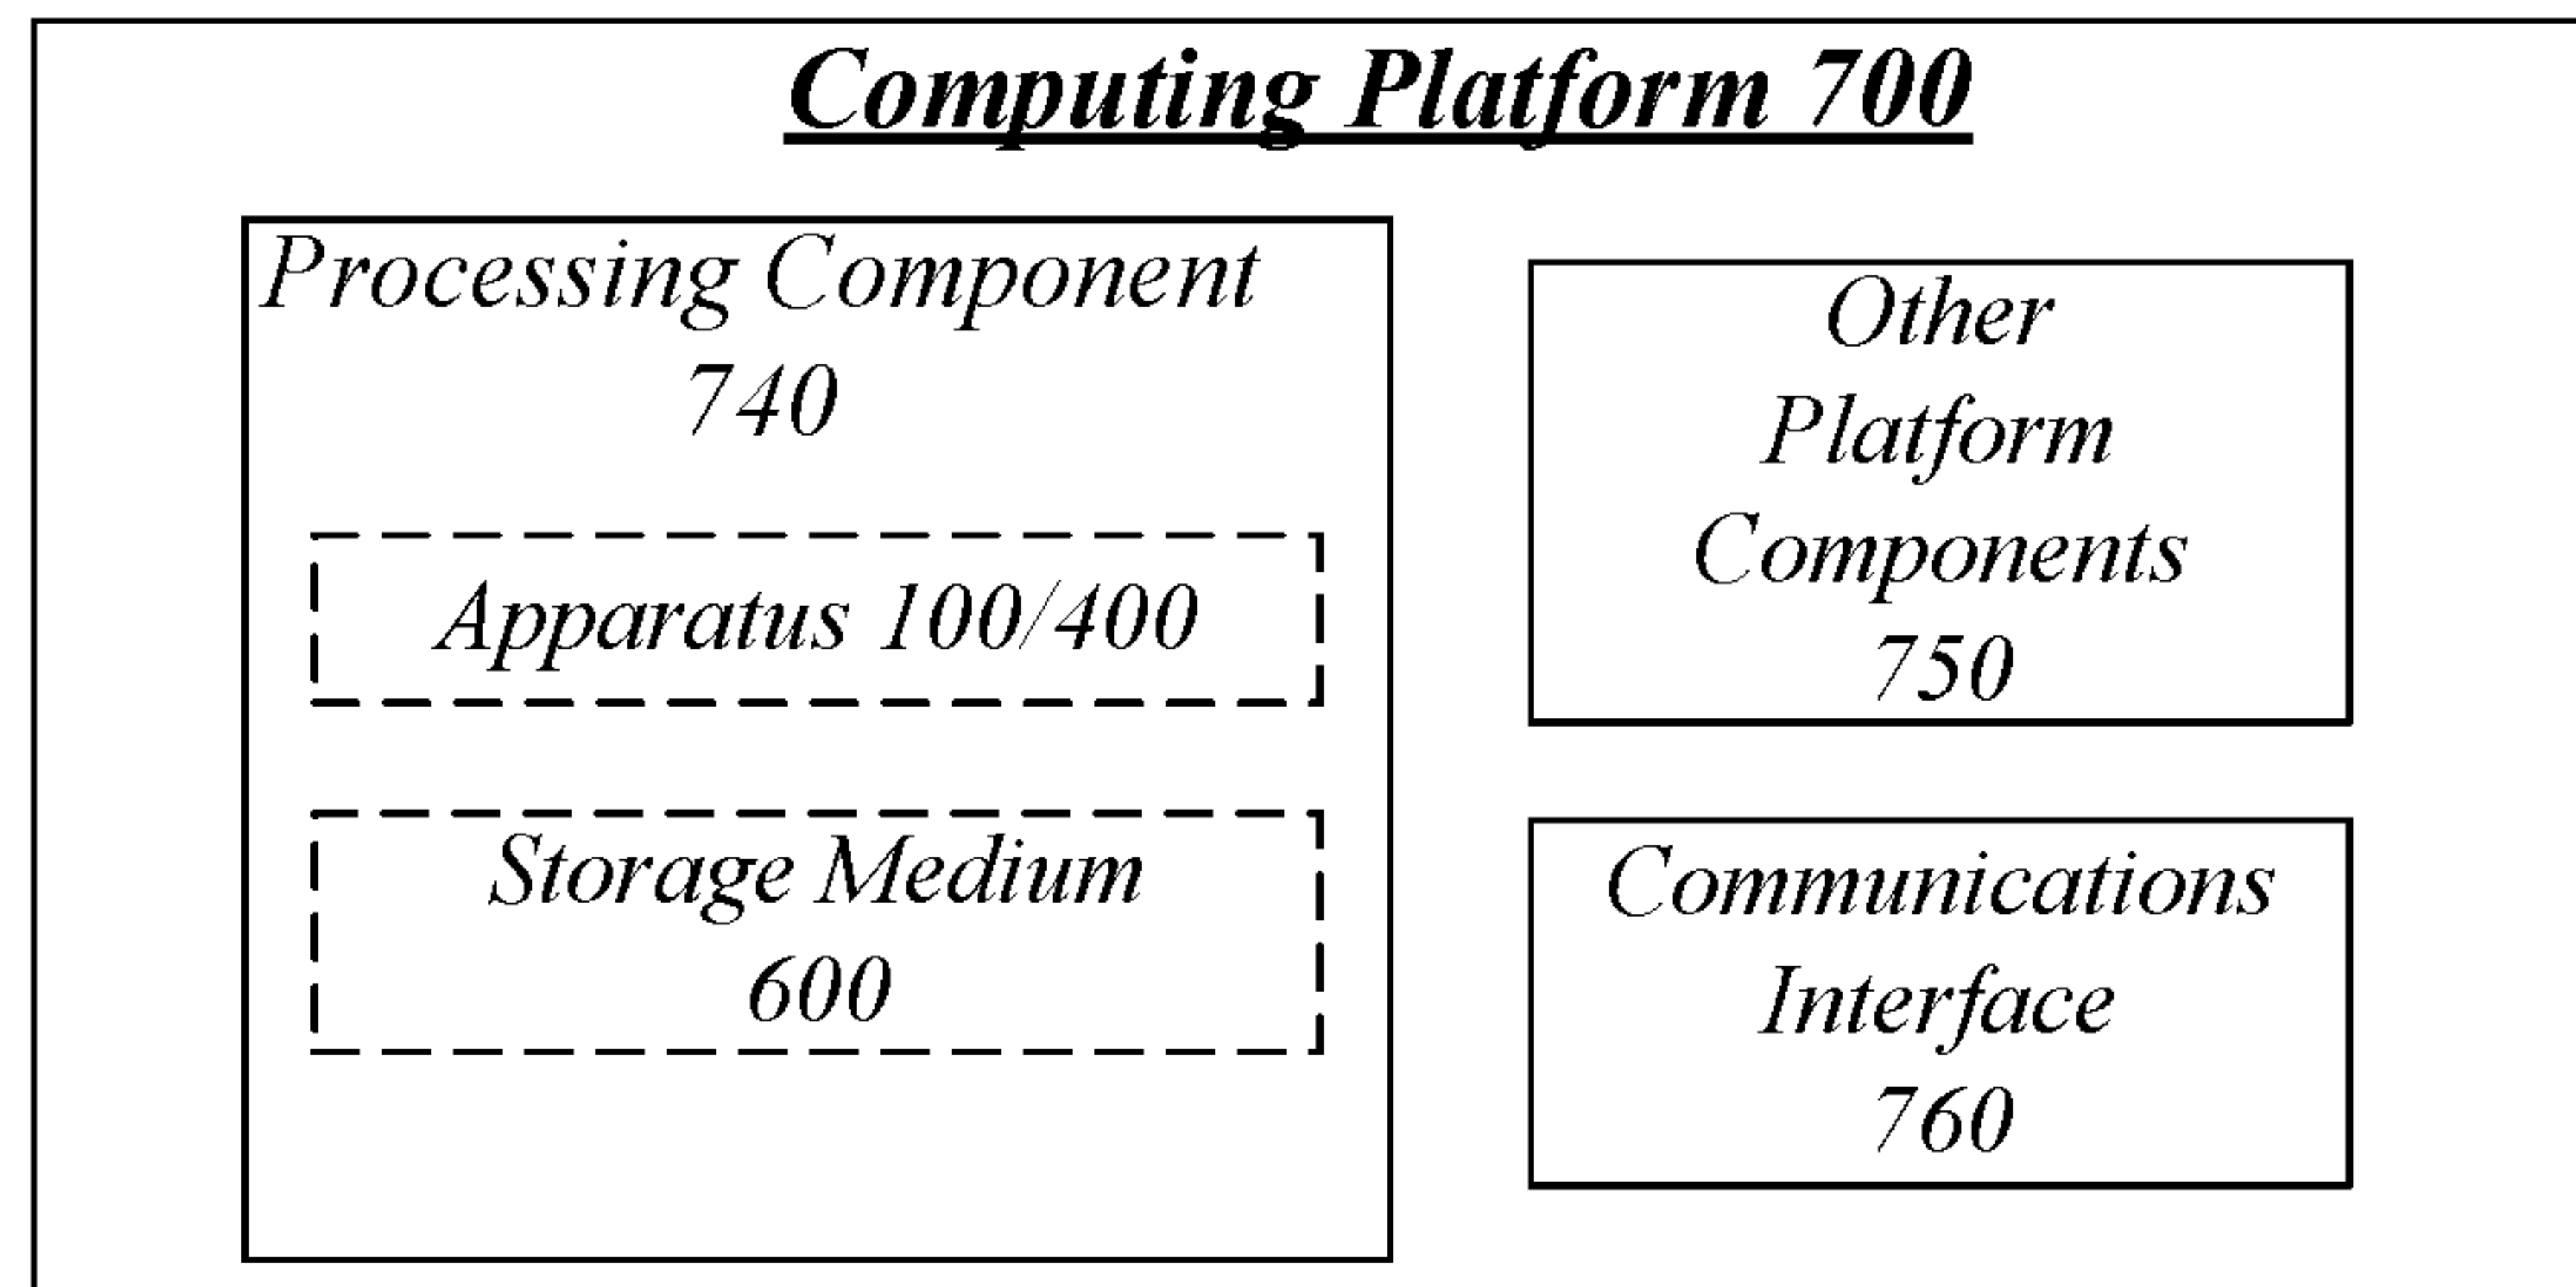 Computing Platform 700
Processing Component
740
Apparatus 100/400
Storage Medium
600
Other
Platform
Components
750
Communications
Interface
760